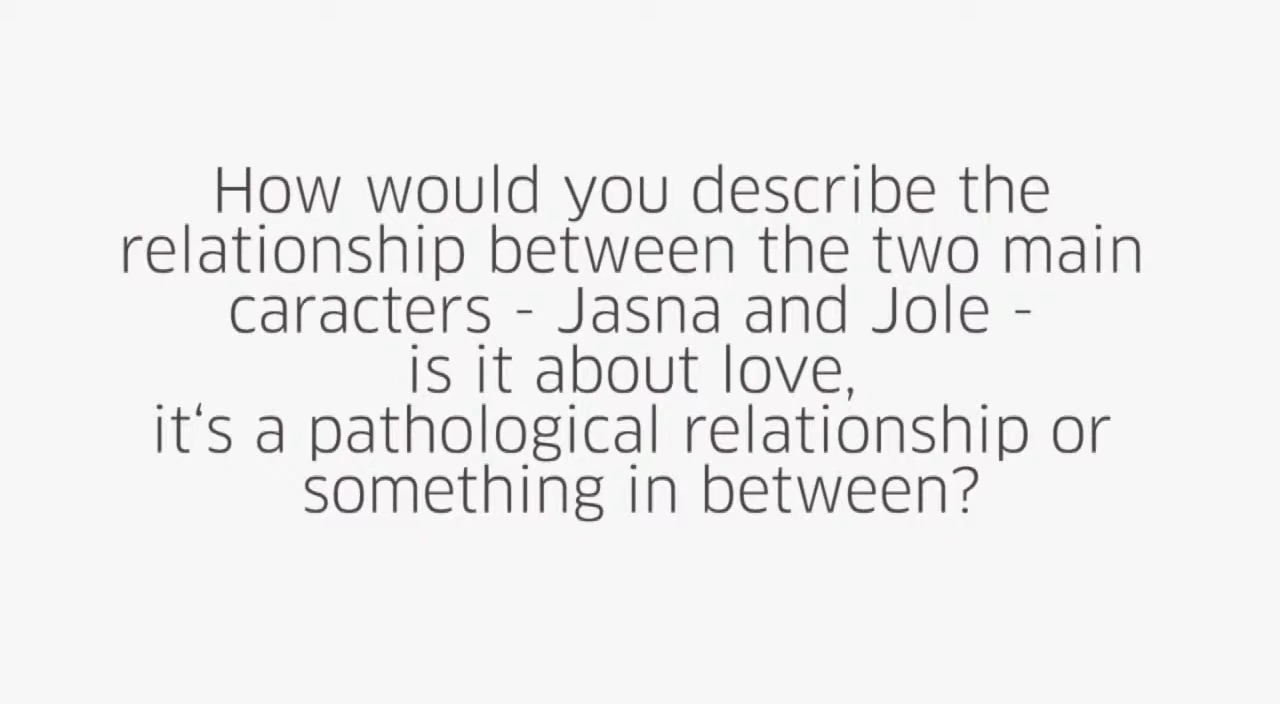 How would you describe the
relationship between the two main
caracters - Jasna and Jole -
is it about love,
it‘s a pathological relationship or
something in between?